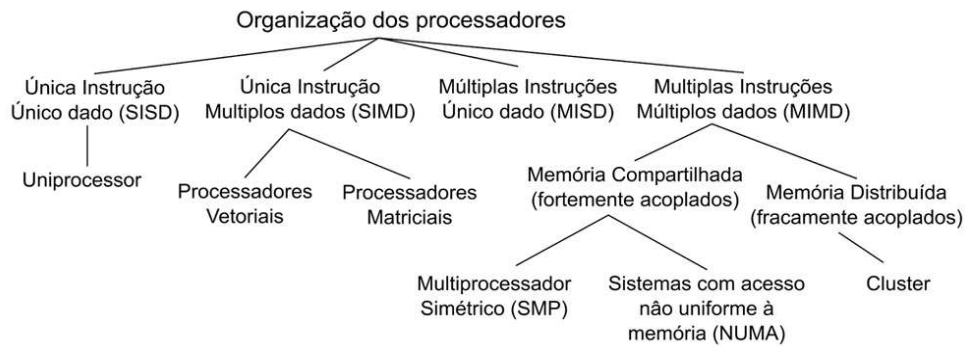 Organização dos processadores
Única Instrução
Único dado (SISD)
Única Instrução
Multiplos dados (SIMD)
Múltiplas Instruções
Único dado (MISD)
Multiplas Instruções
Múltiplos dados (MIMD)
Uniprocessor
Processadores
Vetoriais
Processadores
Matriciais
Memória Compartilhada
(fortemente acoplados)
Memória Distribuída
(fracamente acoplados)
Multiprocessador
Simétrico (SMP)
Sistemas com acesso
nâo uniforme à
memória (NUMA)
Cluster